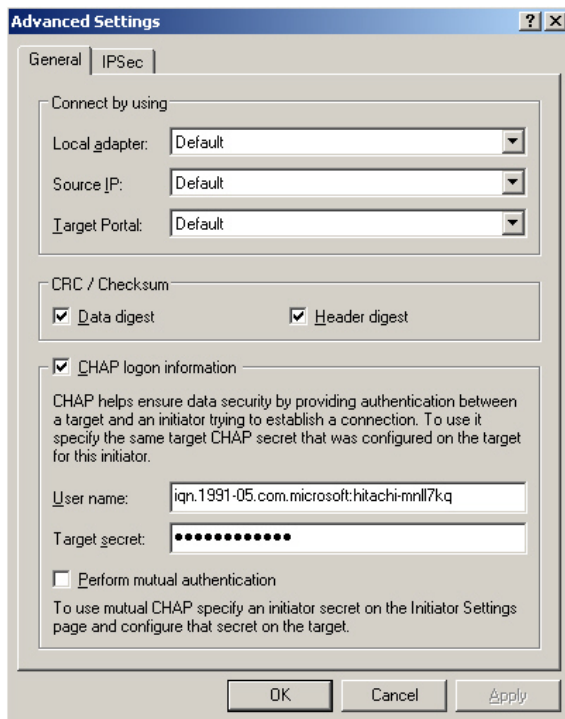 Advanced Settings
General IPSec
Connect by using
Local adapter: Default
Source IP: Default
Target Portal: Default
CRC / Checksum
Data digest Header digest
CHAP logon information
CHAP helps ensure data security by providing authentication between
a target and an initiator trying to establish a connection. To use it
specify the same target CHAP secret that was configured on the target
for this initiator.
User name: iqn.1991-05.com.microsoft:hitachi-mnll7kq
Target secret: ●●●●●●●●●●●●
Perform mutual authentication
To use mutual CHAP specify an initiator secret on the Initiator Settings
page and configure that secret on the target.
OK Cancel Apply